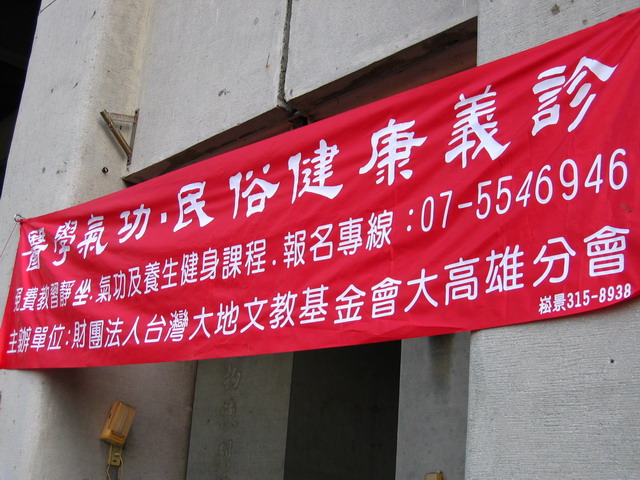 醫學氣功.民俗健康義診
免費教習靜坐.氣功及養生健身課程.報名專線:07-5546946
主辦單位:財團法人台灣大地文教基金會大高雄分會
崧景315-8938